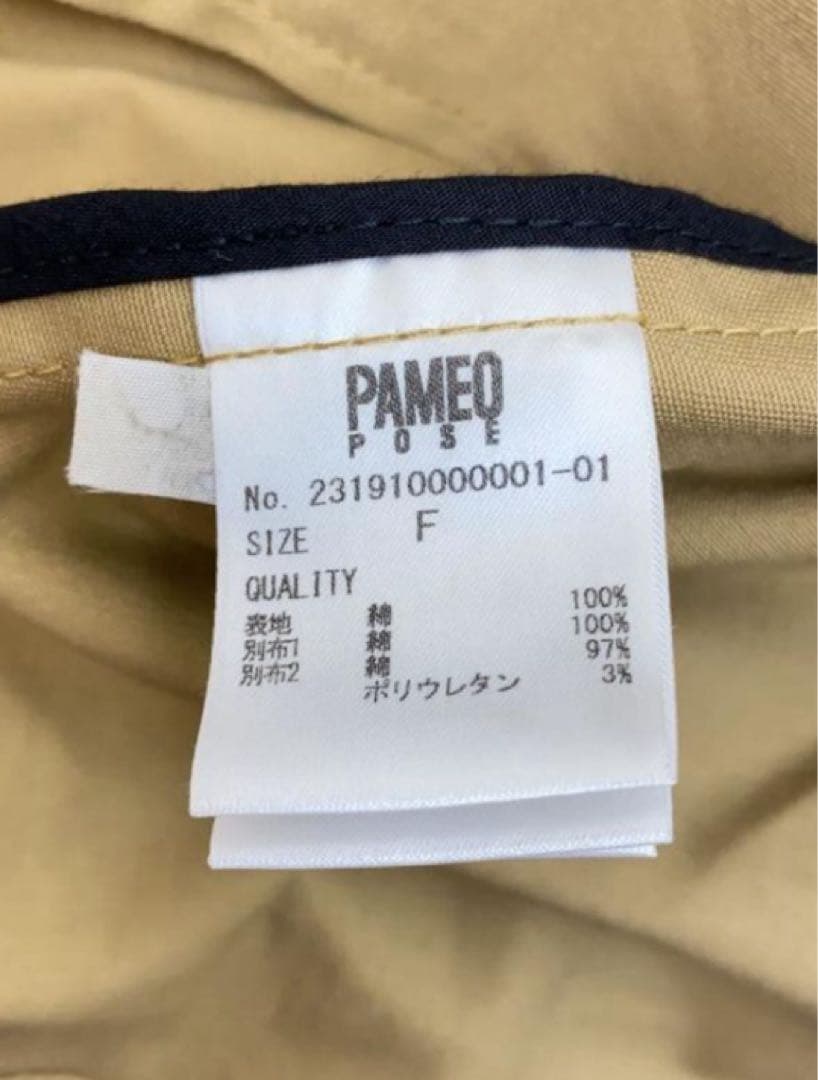 PAMEO
POSE
No. 231910000001-01
SIZE F
QUALITY
表地 綿 100%
別布1 綿 100%
別布2 綿 97%
ポリウレタン 3%